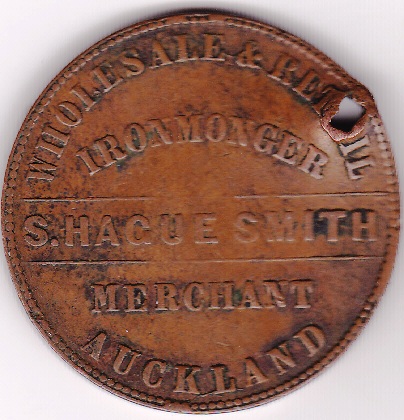 WHOLESALE & RETAIL
IRONMONGER
S. HAGUE SMITH
MERCHANT
AUCKLAND